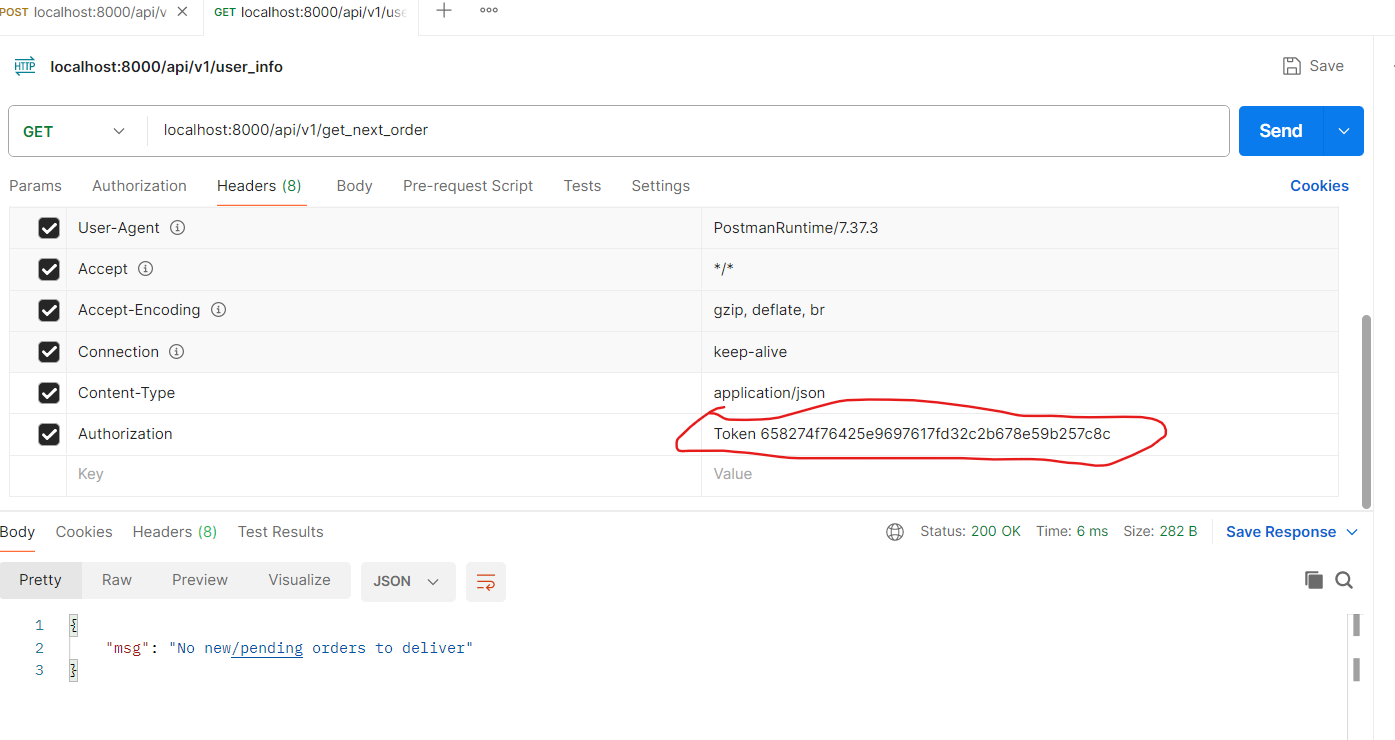 POST localhost:8000/api/v GET localhost:8000/api/v1/use
HTTP localhost:8000/api/v1/user_info Save
GET localhost:8000/api/v1/get_next_order Send
Params Authorization Headers (8) Body Pre-request Script Tests Settings Cookies
User-Agent PostmanRuntime/7.37.3
Accept */*
Accept-Encoding gzip, deflate, br
Connection keep-alive
Content-Type application/json
Authorization Token 658274f76425e9697617fd32c2b678e59b257c8c
Key Value
Body Cookies Headers (8) Test Results Status: 200 OK Time: 6 ms Size: 282 B Save Response
Pretty Raw Preview Visualize JSON
1 {
2 "msg": "No new/pending orders to deliver"
3 }